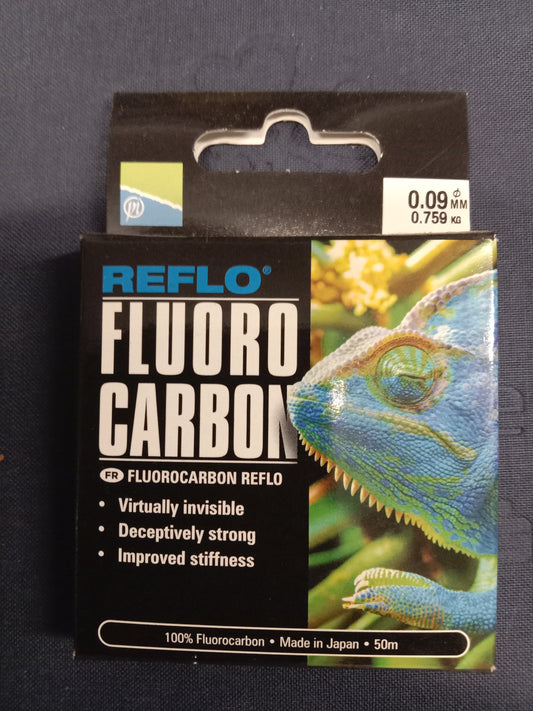 pi
0.09 Φ MM
0.759 KG
REFLO®
FLUORO
CARBON
FR FLUOROCARBON REFLO
• Virtually invisible
• Deceptively strong
• Improved stiffness
100% Fluorocarbon • Made in Japan • 50m